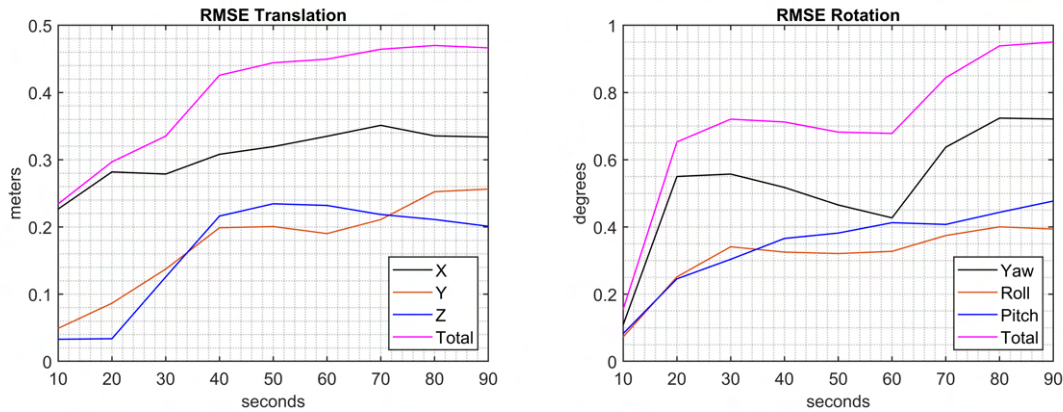 RMSE Translation
0.5
0.4
0.3
0.2
0.1
0
meters
10 20 30 40 50 60 70 80 90
seconds
X
Y
Z
Total
RMSE Rotation
1
0.8
0.6
0.4
0.2
0
degrees
10 20 30 40 50 60 70 80 90
seconds
Yaw
Roll
Pitch
Total